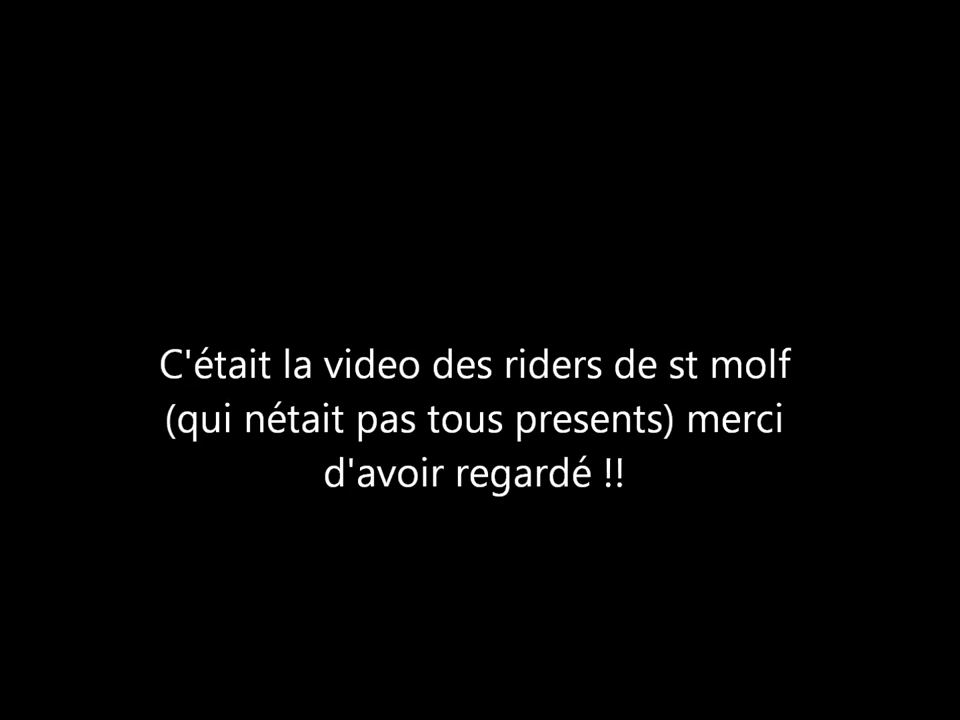 C'était la video des riders de st molf
(qui nétait pas tous presents) merci
d'avoir regardé !!